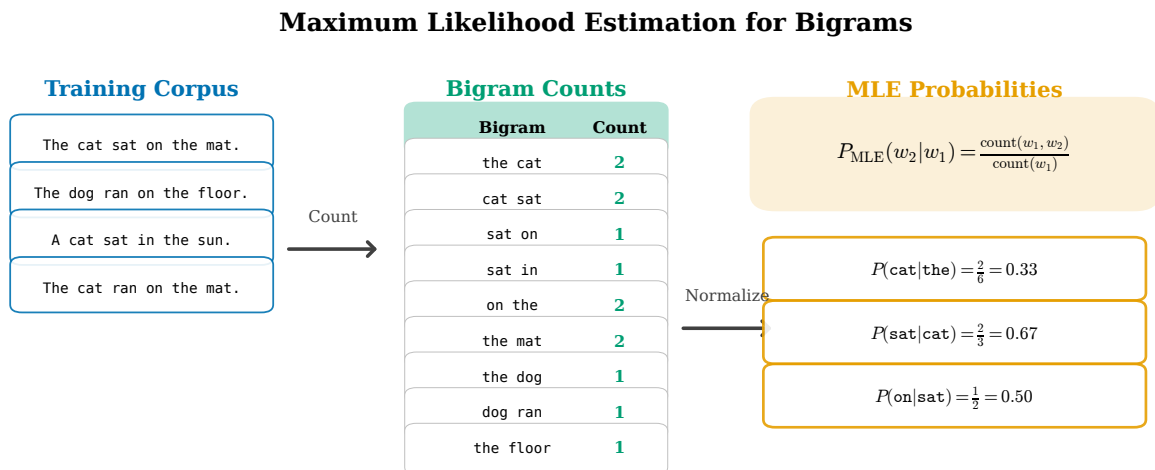 Maximum Likelihood Estimation for Bigrams
Training Corpus
The cat sat on the mat.
The dog ran on the floor.
A cat sat in the sun.
The cat ran on the mat.
Count
Bigram Counts
Bigram Count
the cat 2
cat sat 2
sat on 1
sat in 1
on the 2
the mat 2
the dog 1
dog ran 1
the floor 1
Normalize
MLE Probabilities
P_MLE(w_2|w_1) = count(w_1, w_2) / count(w_1)
P(cat|the) = 2/6 = 0.33
P(sat|cat) = 2/3 = 0.67
P(on|sat) = 1/2 = 0.50